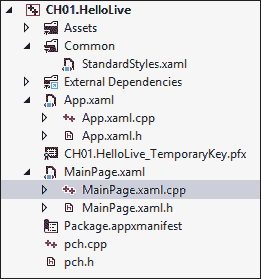 CH01.HelloLive
Assets
Common
StandardStyles.xaml
External Dependencies
App.xaml
App.xaml.cpp
App.xaml.h
CH01.HelloLive_TemporaryKey.pfx
MainPage.xaml
MainPage.xaml.cpp
MainPage.xaml.h
Package.appxmanifest
pch.cpp
pch.h